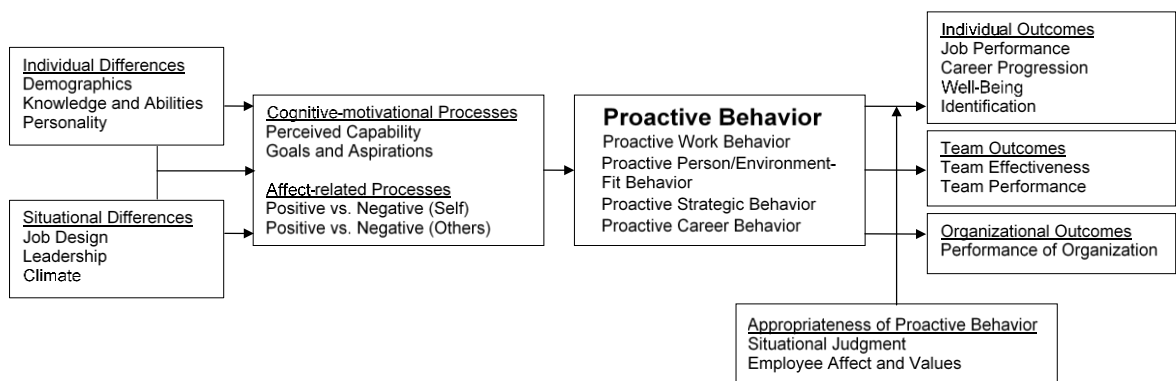 Individual Differences
Demographics
Knowledge and Abilities
Personality
Situational Differences
Job Design
Leadership
Climate
Cognitive-motivational Processes
Perceived Capability
Goals and Aspirations
Affect-related Processes
Positive vs. Negative (Self)
Positive vs. Negative (Others)
Proactive Behavior
Proactive Work Behavior
Proactive Person/Environment-
Fit Behavior
Proactive Strategic Behavior
Proactive Career Behavior
Individual Outcomes
Job Performance
Career Progression
Well-Being
Identification
Team Outcomes
Team Effectiveness
Team Performance
Organizational Outcomes
Performance of Organization
Appropriateness of Proactive Behavior
Situational Judgment
Employee Affect and Values